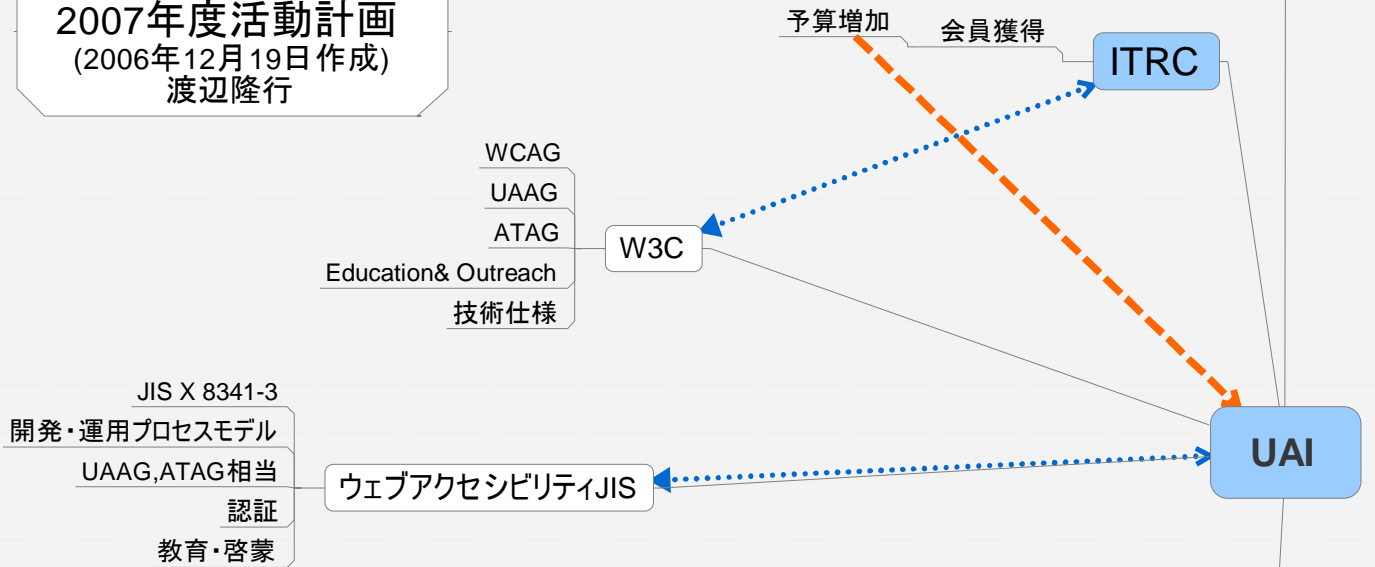 2007年度活動計画
(2006年12月19日作成)
渡辺隆行
予算増加
会員獲得
ITRC
WCAG
UAAG
ATAG
Education& Outreach
技術仕様
W3C
JIS X 8341-3
開発・運用プロセスモデル
UAAG,ATAG相当
認証
教育・啓蒙
ウェブアクセシビリティJIS
UAI